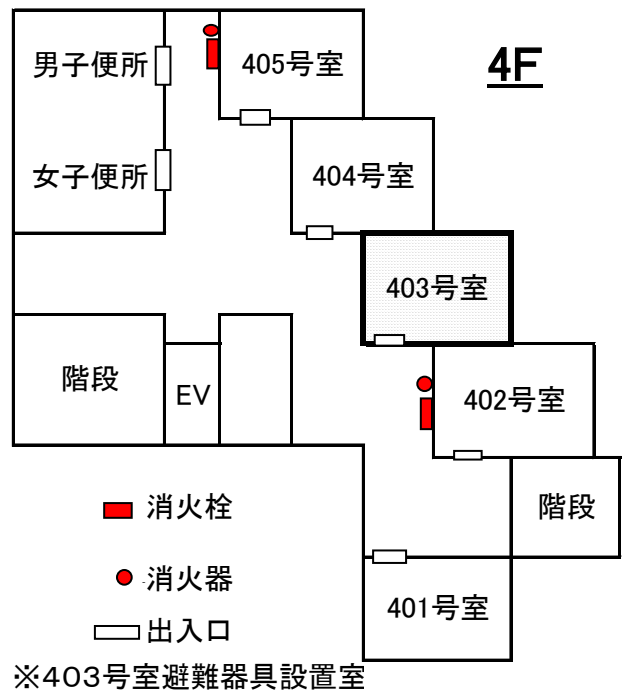 男子便所
405号室
4F
女子便所
404号室
403号室
階段
EV
402号室
消火栓
階段
消火器
401号室
出入口
※403号室避難器具設置室